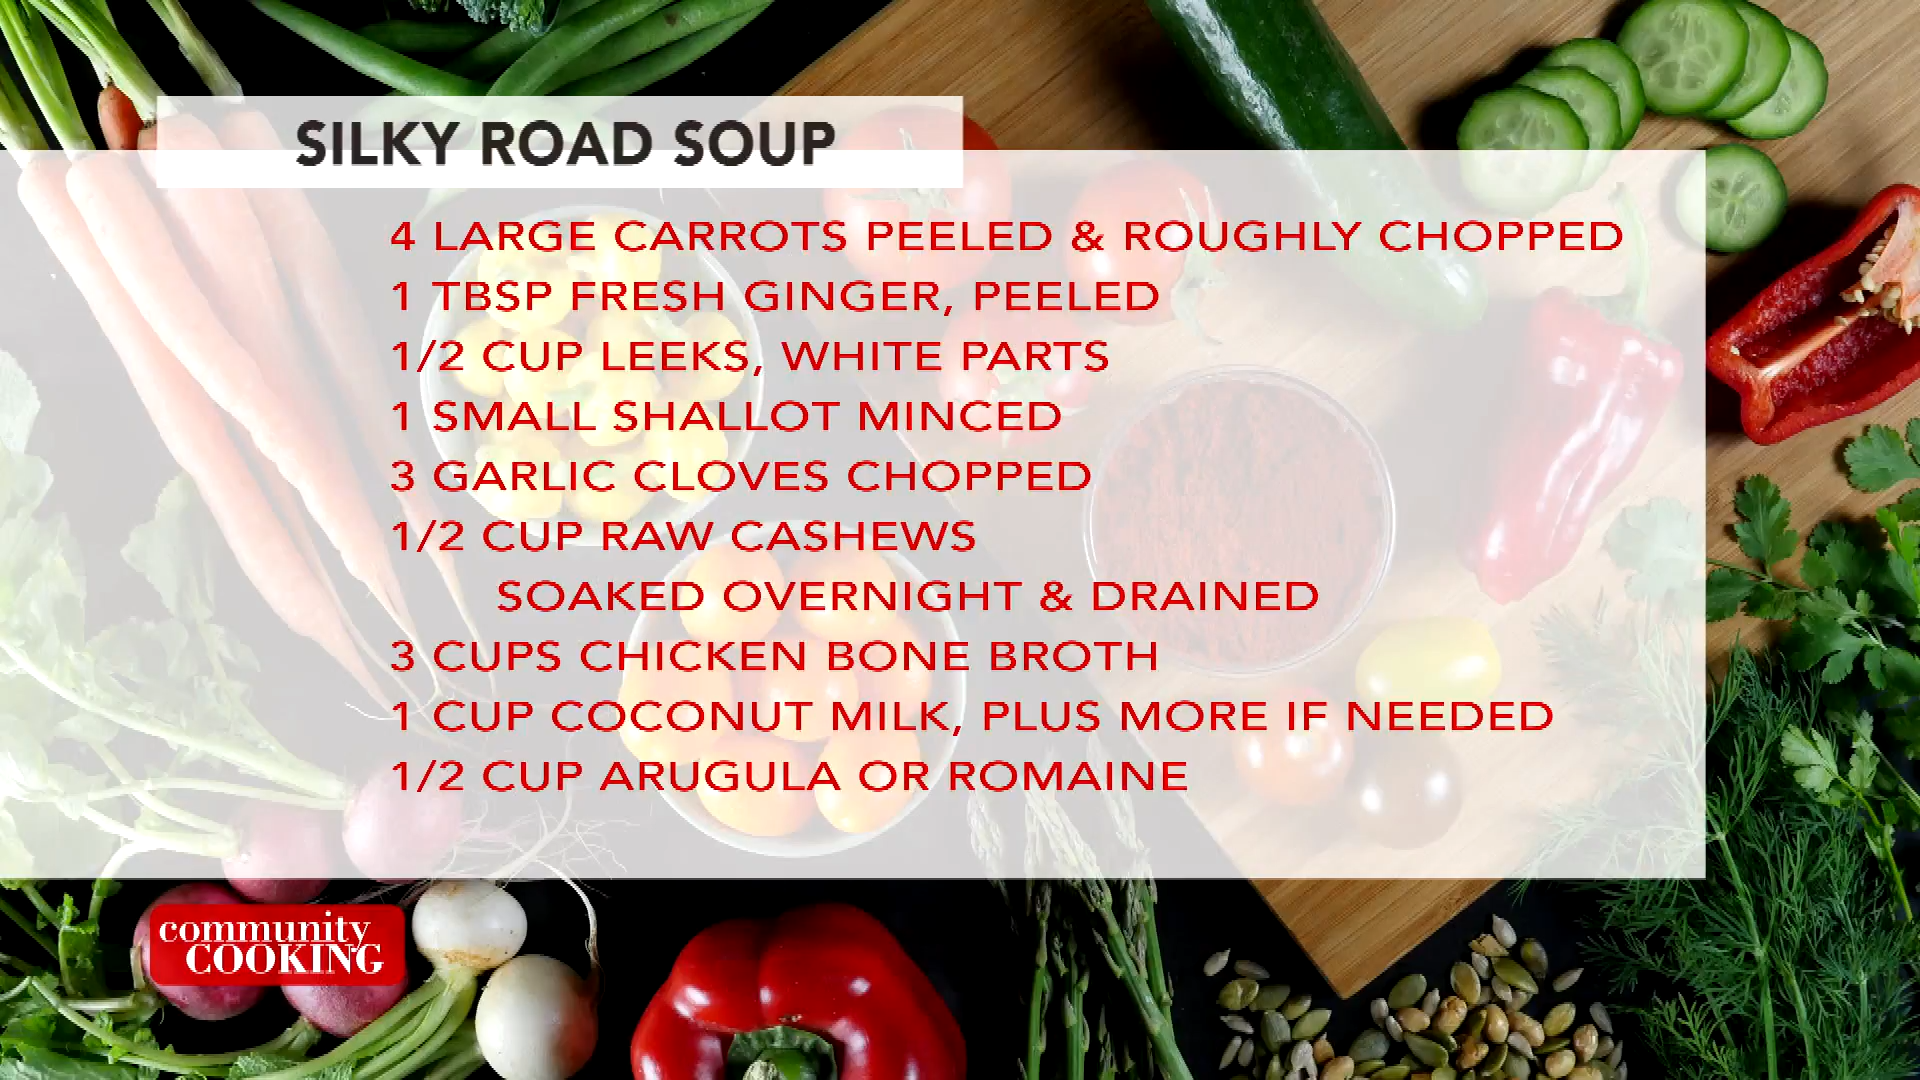 SILKY ROAD SOUP
4 LARGE CARROTS PEELED & ROUGHLY CHOPPED
1 TBSP FRESH GINGER, PEELED
1/2 CUP LEEKS, WHITE PARTS
1 SMALL SHALLOT MINCED
3 GARLIC CLOVES CHOPPED
1/2 CUP RAW CASHEWS
SOAKED OVERNIGHT & DRAINED
3 CUPS CHICKEN BONE BROTH
1 CUP COCONUT MILK, PLUS MORE IF NEEDED
1/2 CUP ARUGULA OR ROMAINE
community
COOKING